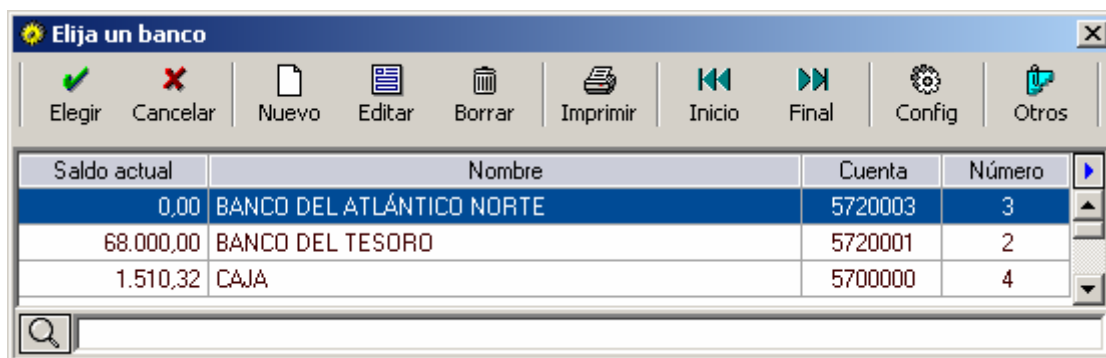 Elija un banco
Elegir Cancelar Nuevo Editar Borrar Imprimir Inicio Final Config Otros
Saldo actual Nombre Cuenta Número
0,00 BANCO DEL ATLÁNTICO NORTE 5720003 3
68.000,00 BANCO DEL TESORO 5720001 2
1.510,32 CAJA 5700000 4